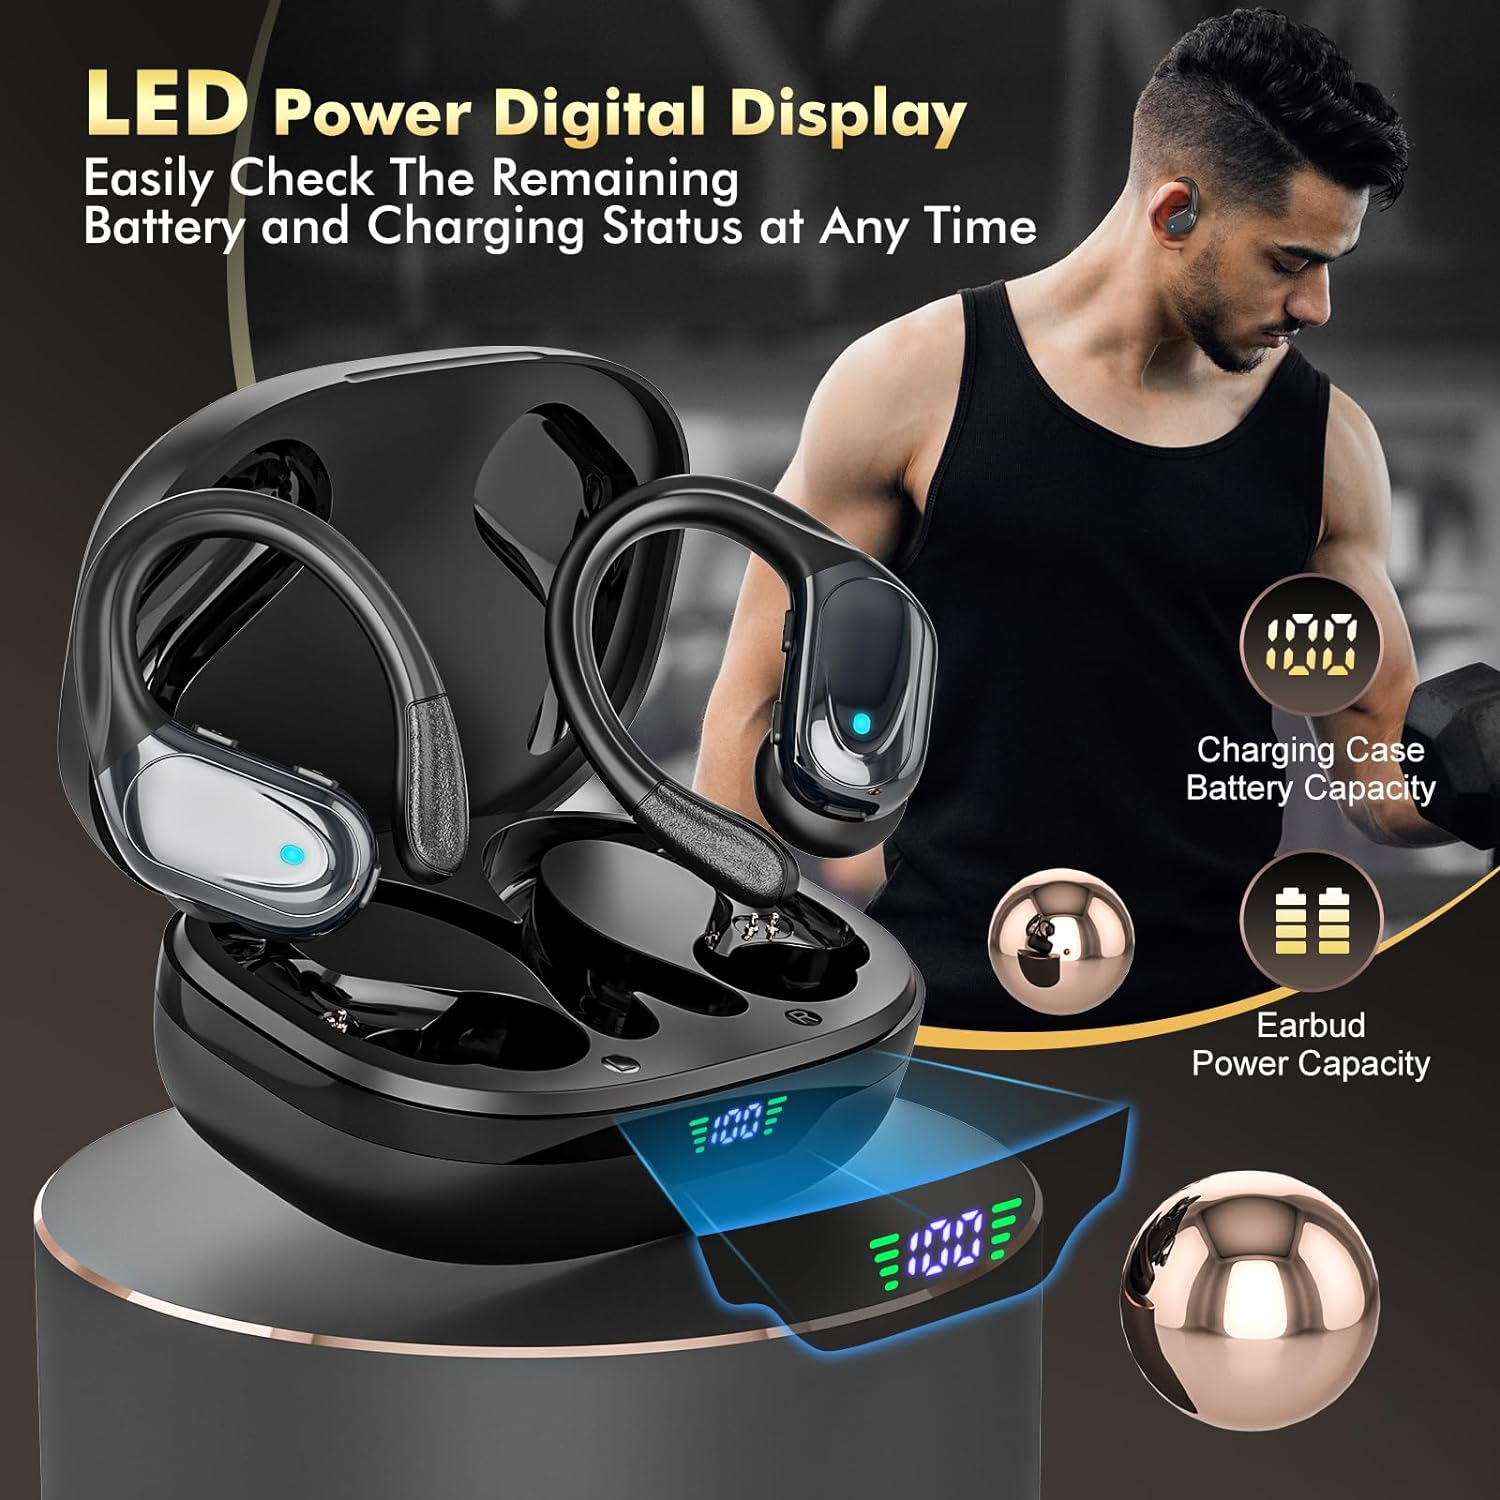 LED Power Digital Display
Easily Check The Remaining
Battery and Charging Status at Any Time
100
Charging Case
Battery Capacity
Earbud
Power Capacity
R
100
100